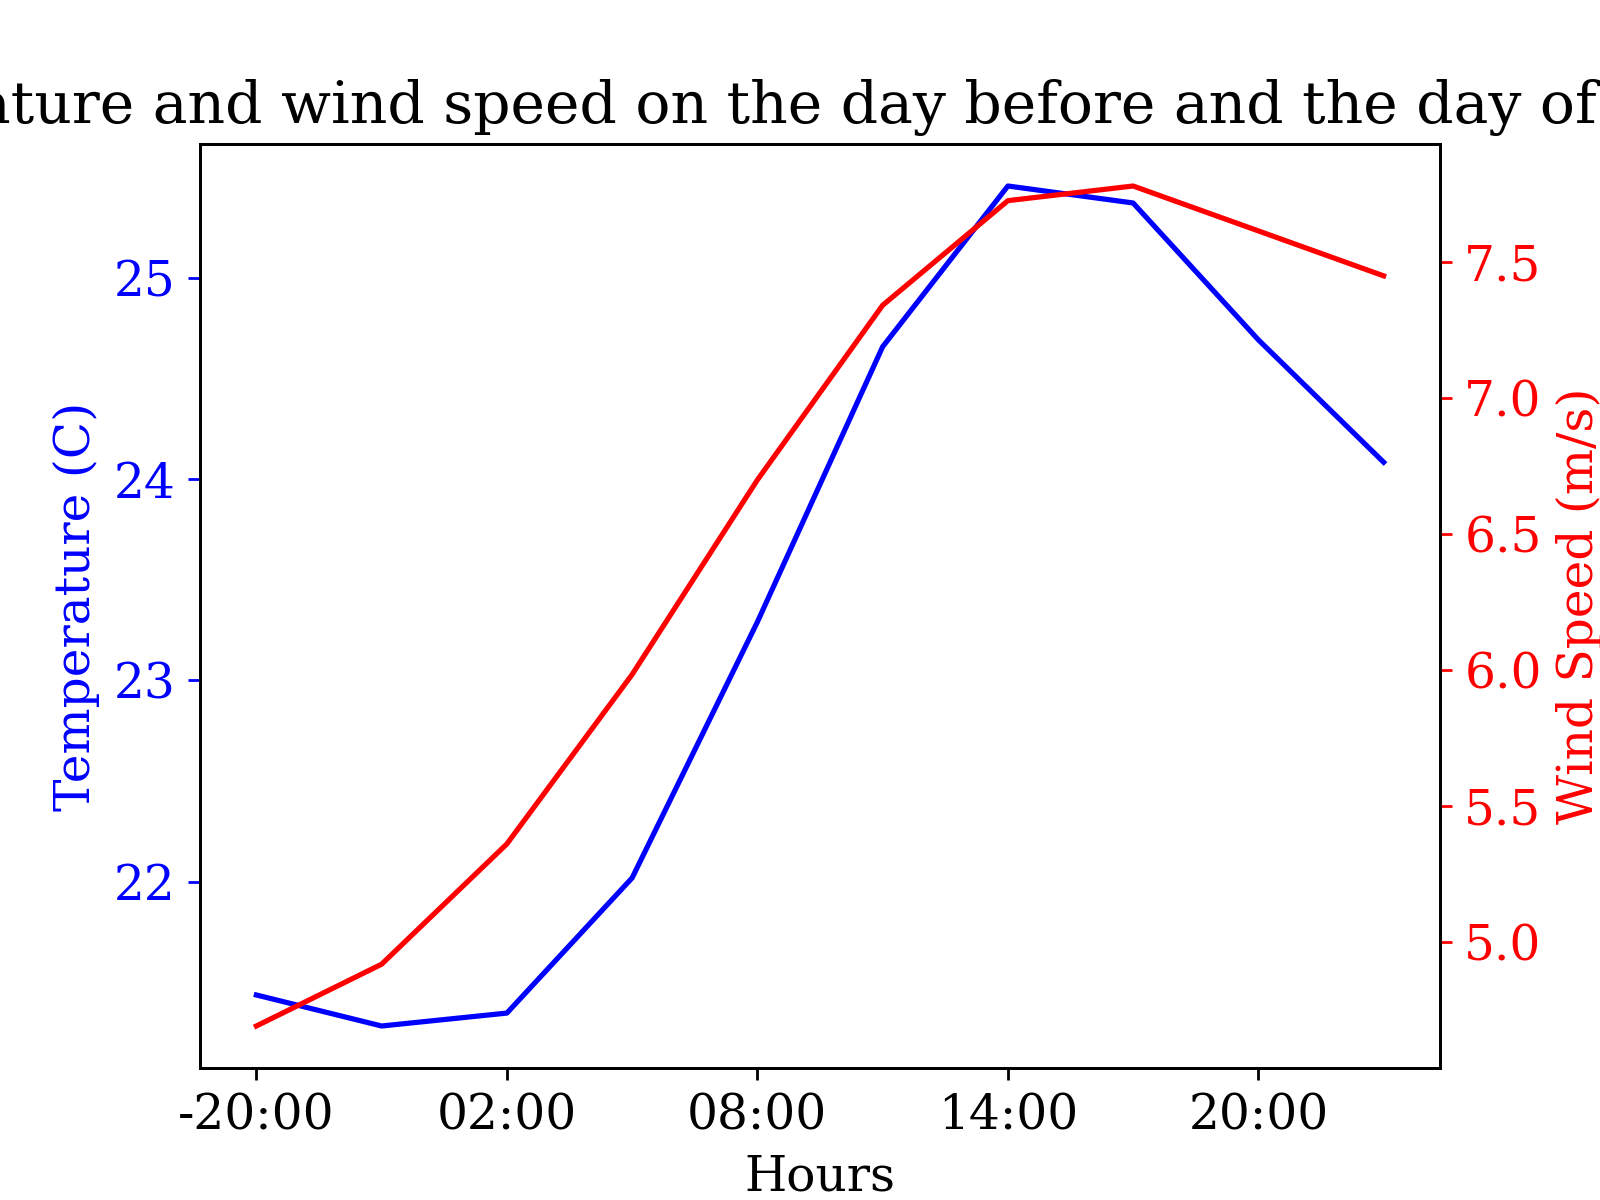 and wind speed on the day before and the day of
25
24
23
22
Temperature (C)
7.5
7.0
6.5
6.0
5.5
5.0
Wind Speed (m/s)
-20:00 02:00 08:00 14:00 20:00
Hours